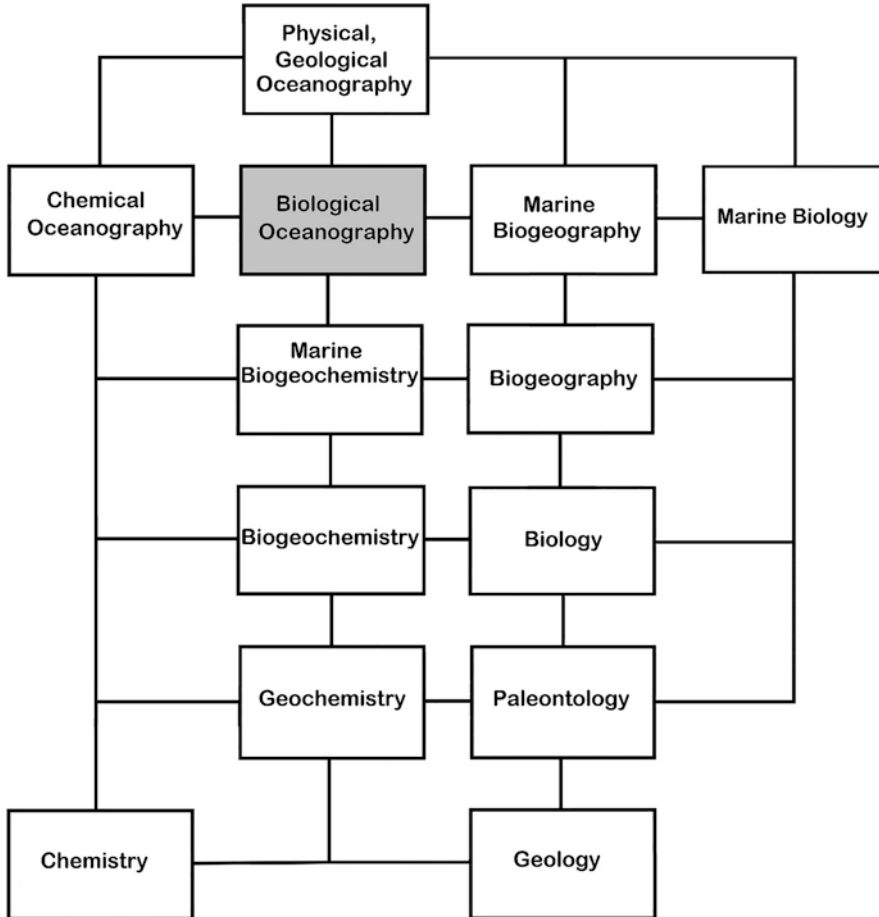 Physical,
Geological
Oceanography
Chemical
Oceanography
Biological
Oceanography
Marine
Biogeography
Marine Biology
Marine
Biogeochemistry
Biogeography
Biogeochemistry
Biology
Geochemistry
Paleontology
Chemistry
Geology